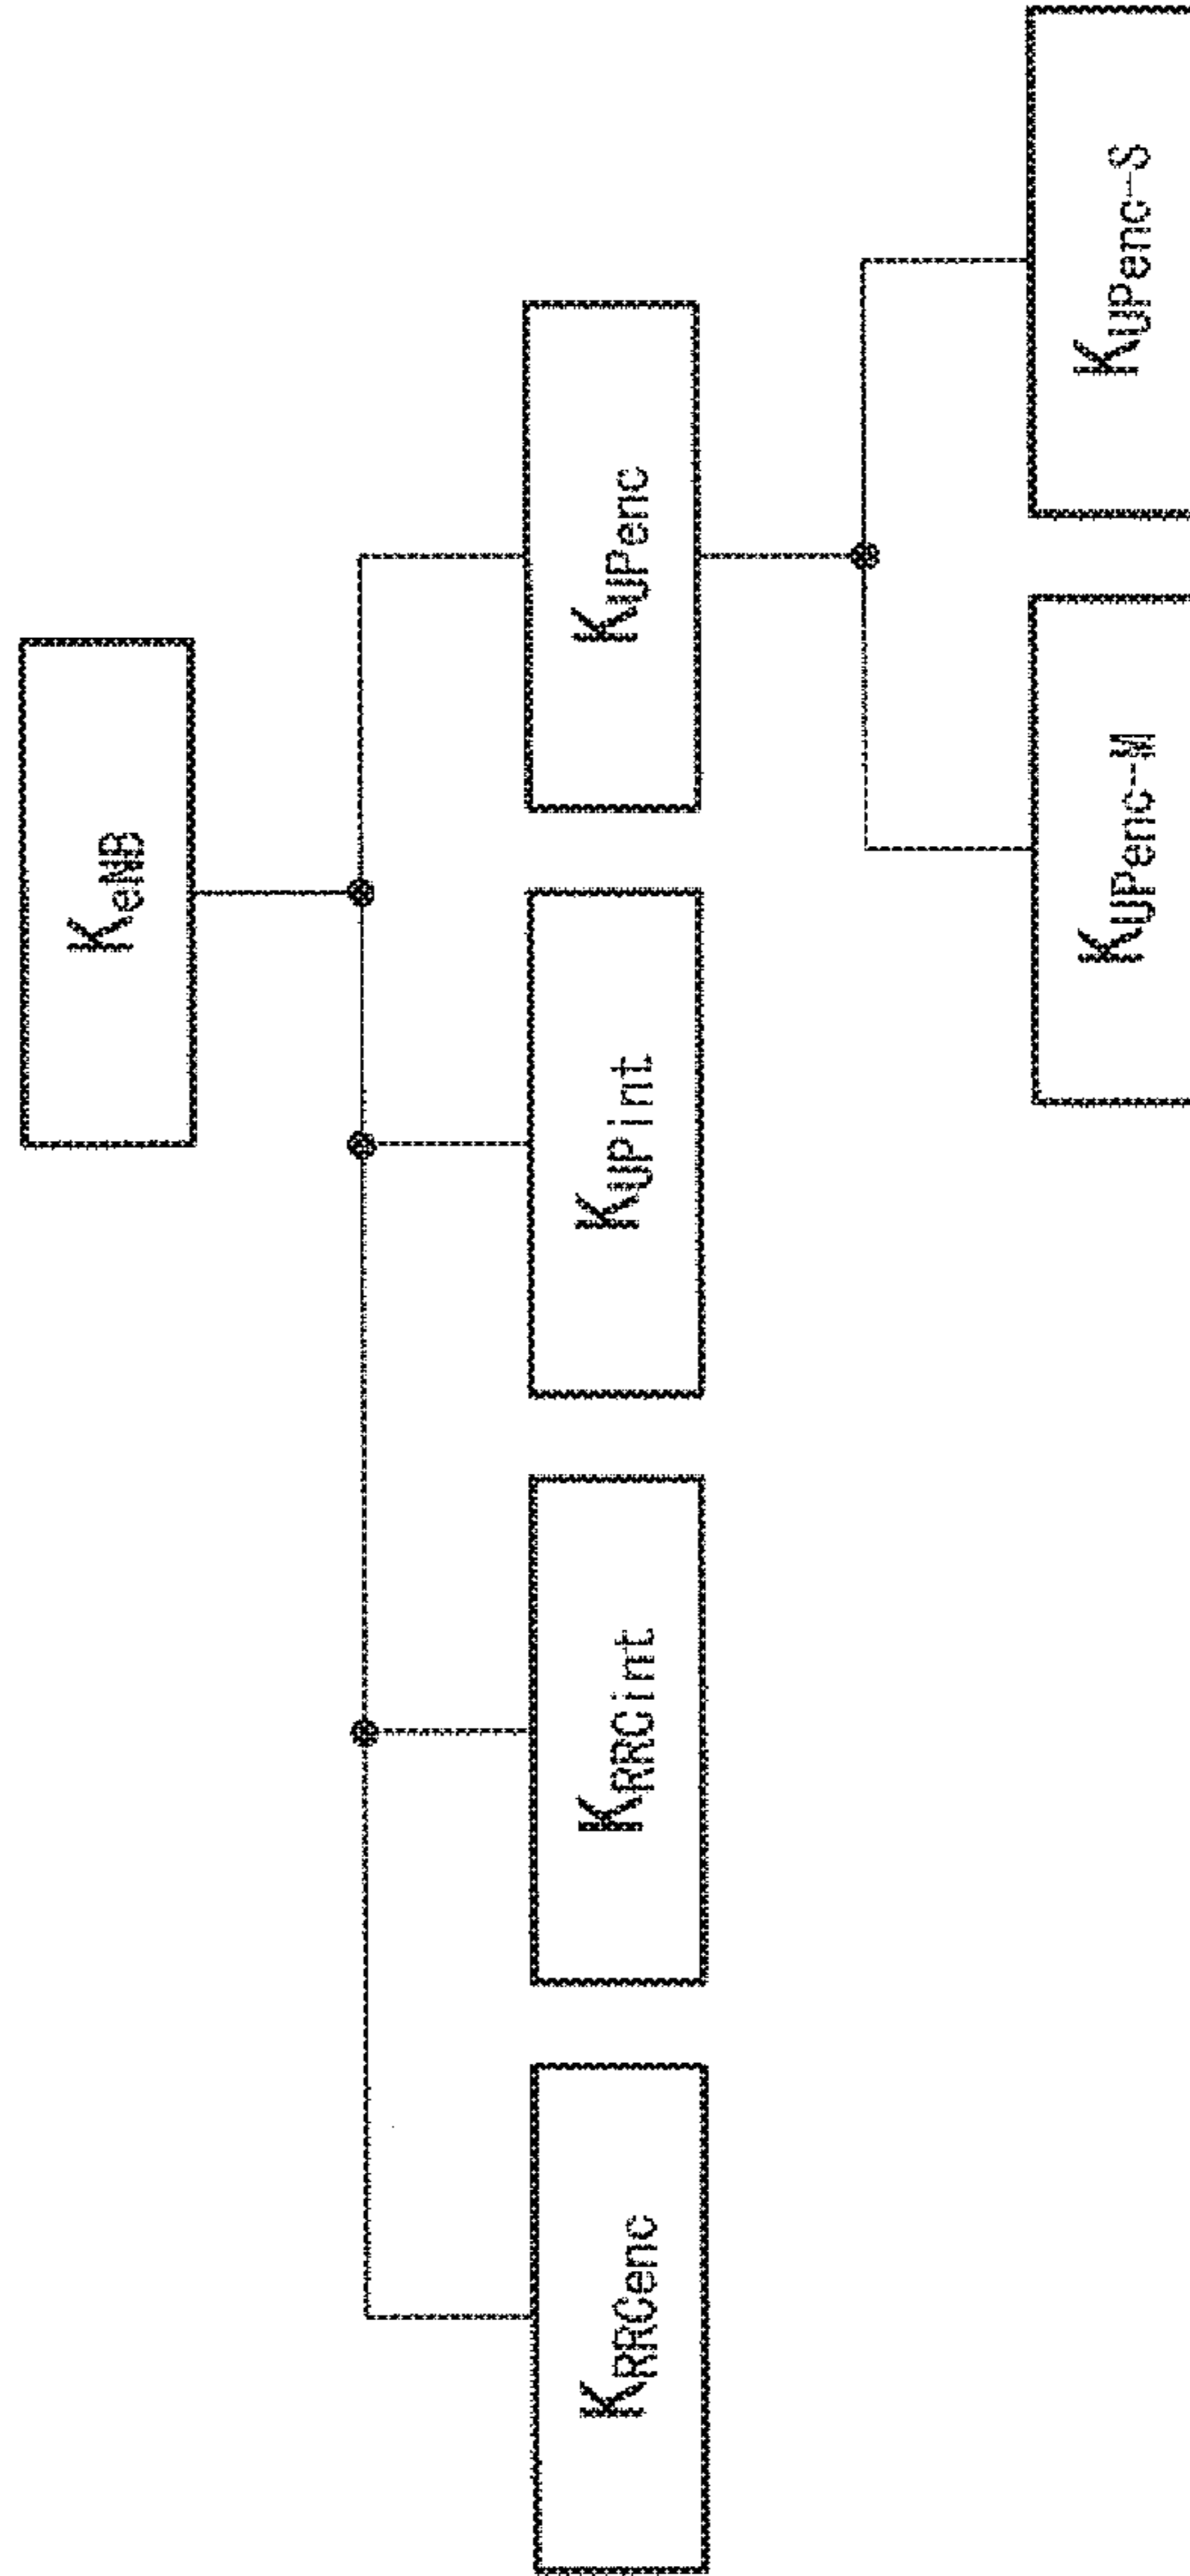 KeNB
KRRCenc
KRRCint
KUPint
KUPenc
KUPenc-M
KUPenc-S